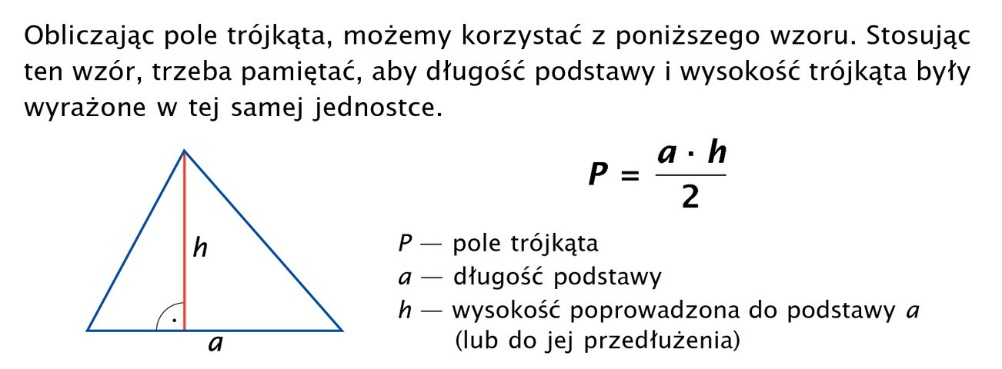 Obliczając pole trójkąta, możemy korzystać z poniższego wzoru. Stosując
ten wzór, trzeba pamiętać, aby długość podstawy i wysokość trójkąta były
wyrażone w tej samej jednostce.
P = a · h / 2
h
a
P — pole trójkąta
a — długość podstawy
h — wysokość poprowadzona do podstawy a
(lub do jej przedłużenia)